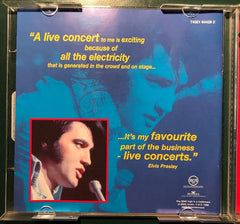 "A live concert to me is exciting
because of
all the electricity
that is generated in the crowd and on stage...
...It's my favourite
part of the business
- live concerts."
Elvis Presley